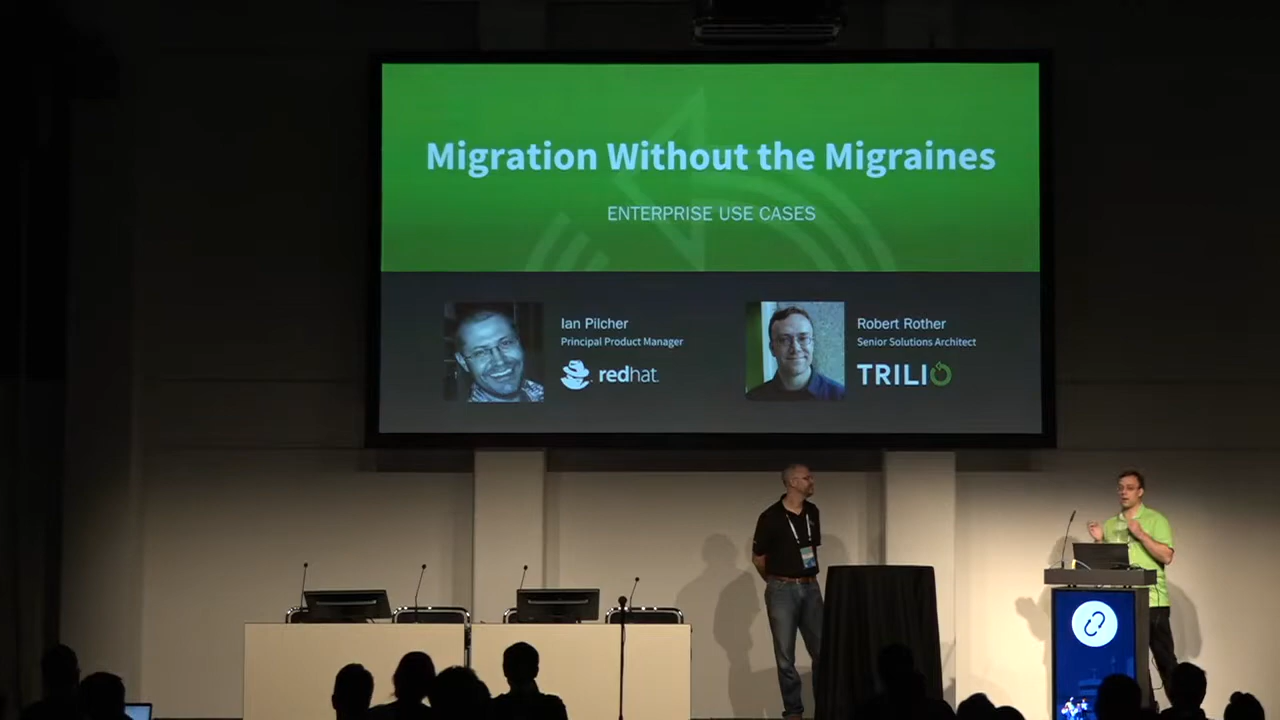 Migration Without the Migraines
ENTERPRISE USE CASES
Ian Pilcher
Principal Product Manager
redhat.
Robert Rother
Senior Solutions Architect
TRILIO